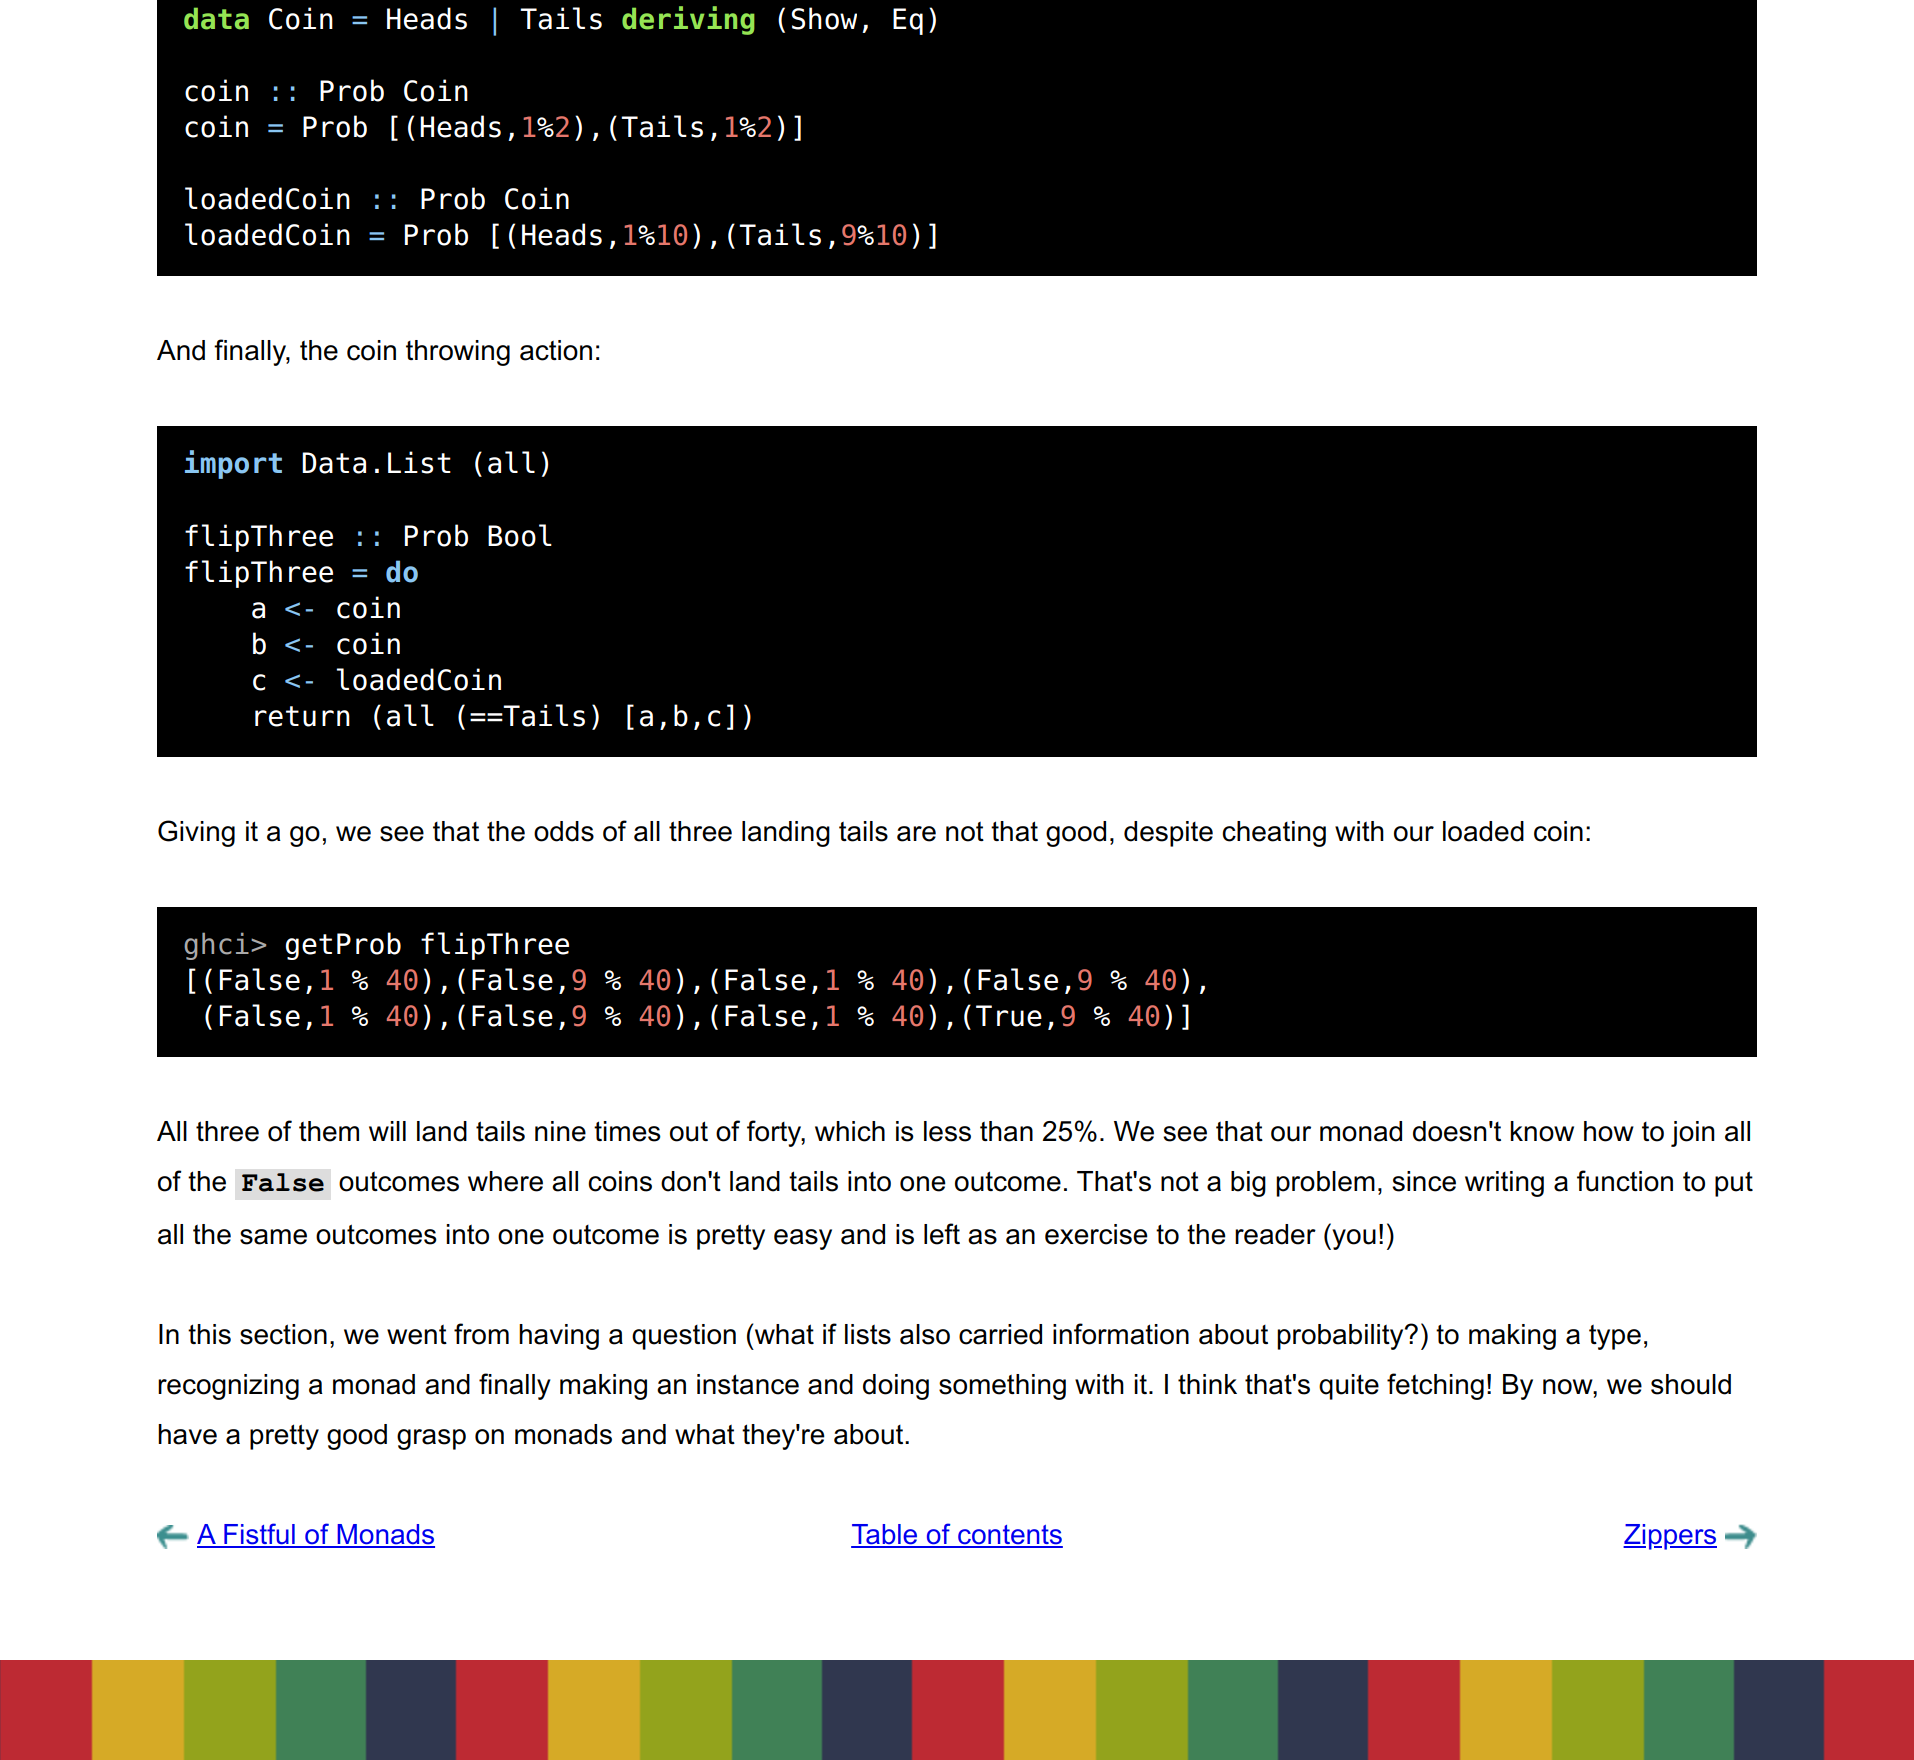 data Coin = Heads | Tails deriving (Show, Eq)
coin :: Prob Coin
coin = Prob [(Heads,1%2),(Tails,1%2)]
loadedCoin :: Prob Coin
loadedCoin = Prob [(Heads,1%10),(Tails,9%10)]
And finally, the coin throwing action:
import Data.List (all)
flipThree :: Prob Bool
flipThree = do
    a <- coin
    b <- coin
    c <- loadedCoin
    return (all (==Tails) [a,b,c])
Giving it a go, we see that the odds of all three landing tails are not that good, despite cheating with our loaded coin:
ghci> getProb flipThree
[(False,1 % 40),(False,9 % 40),(False,1 % 40),(False,9 % 40),
 (False,1 % 40),(False,9 % 40),(False,1 % 40),(True,9 % 40)]
All three of them will land tails nine times out of forty, which is less than 25%. We see that our monad doesn't know how to join all
of the False outcomes where all coins don't land tails into one outcome. That's not a big problem, since writing a function to put
all the same outcomes into one outcome is pretty easy and is left as an exercise to the reader (you!)
In this section, we went from having a question (what if lists also carried information about probability?) to making a type,
recognizing a monad and finally making an instance and doing something with it. I think that's quite fetching! By now, we should
have a pretty good grasp on monads and what they're about.
A Fistful of Monads
Table of contents
Zippers